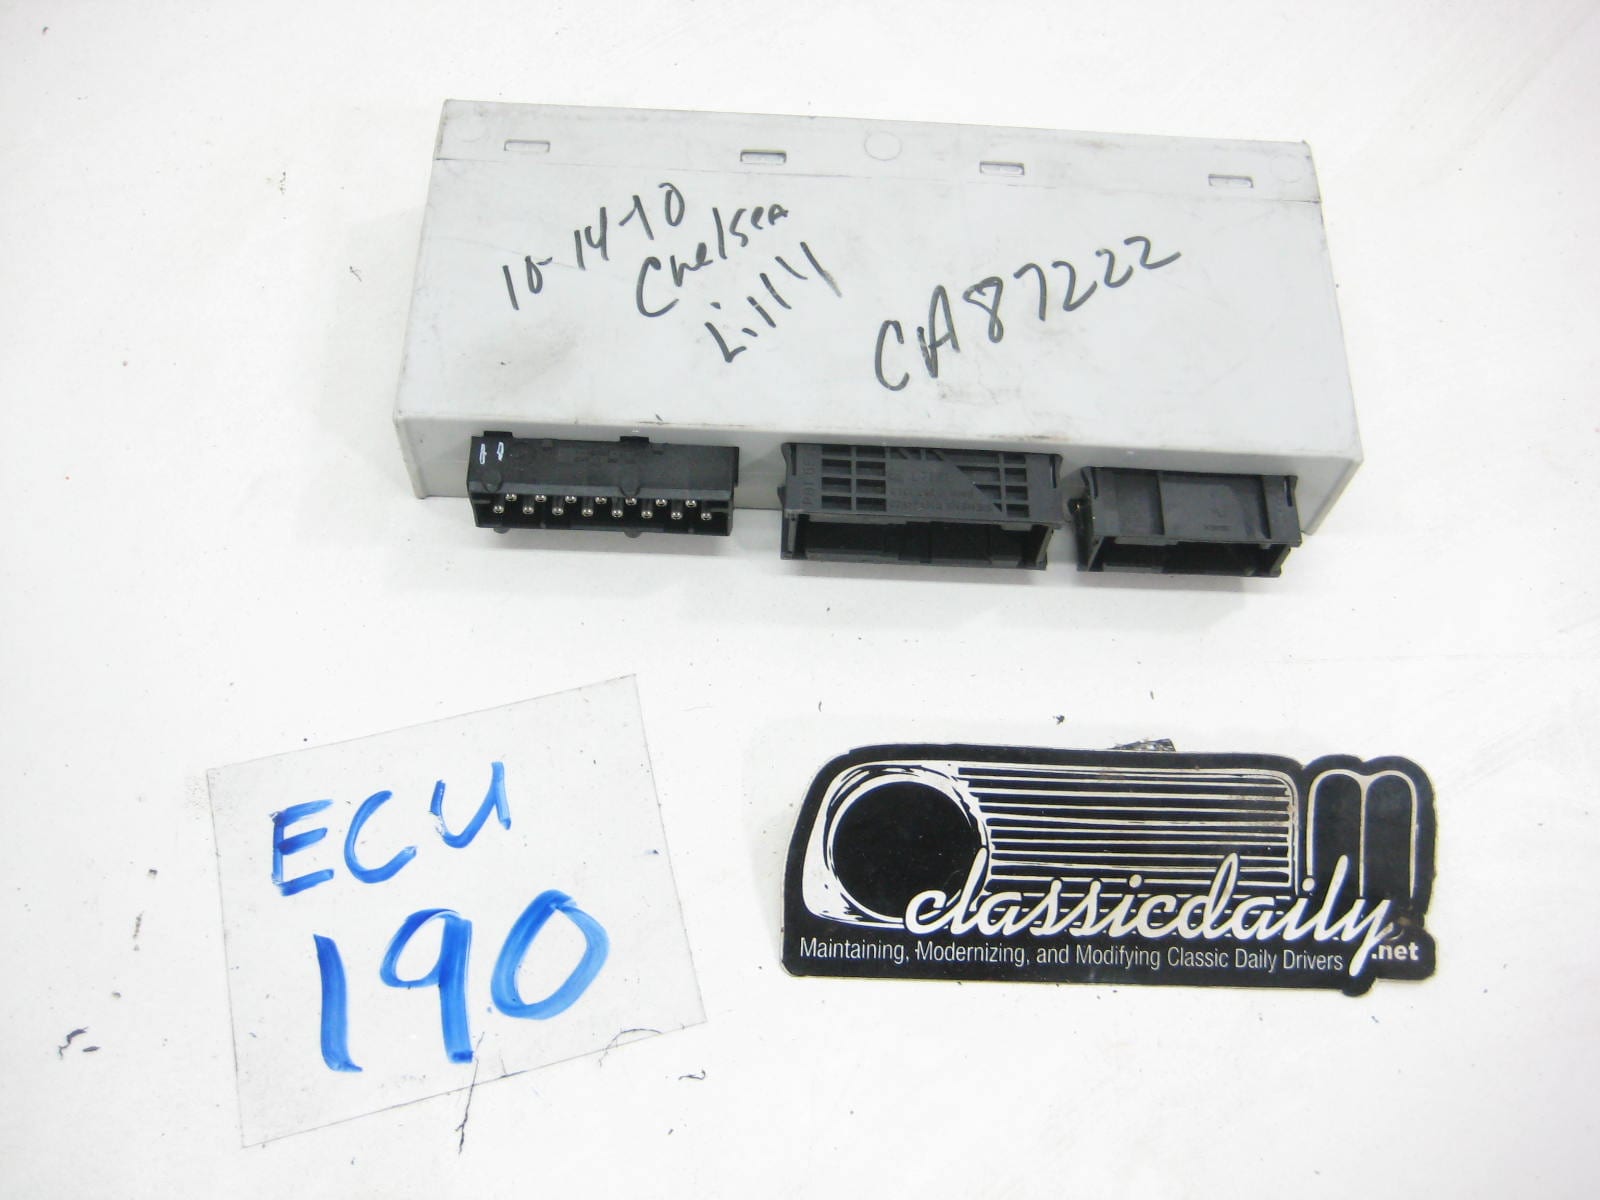 10-14-10
Chelsea
Lilly
CA87222
ECU
190
classicdaily.net
Maintaining, Modernizing, and Modifying Classic Daily Drivers